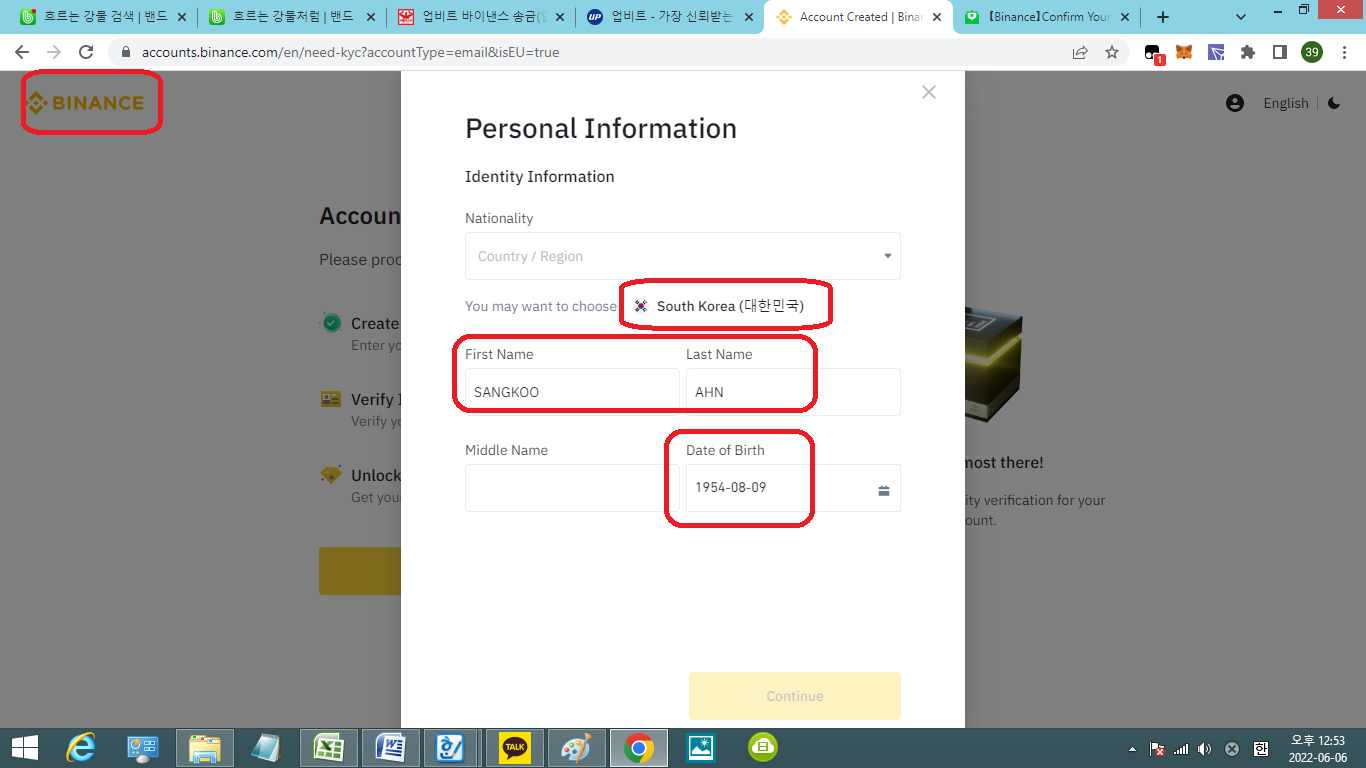 흐르는 강물 검색 | 밴드
흐르는 강물처럼 | 밴드
업비트 바이낸스 송금(
업비트 - 가장 신뢰받는
Account Created | Binan
[Binance]Confirm Your
accounts.binance.com/en/need-kyc?accountType=email&isEU=true
1
39
BINANCE
English
Personal Information
Identity Information
Nationality
Country / Region
You may want to choose South Korea (대한민국)
First Name Last Name
SANGKOO AHN
Middle Name Date of Birth
1954-08-09
Continue
Accoun
Please proc
Create
Enter yo
Verify I
Verify yo
Unlock
Get your
most there!
ity verification for your
ount.
UP
TALK
한
오후 12:53
2022-06-06